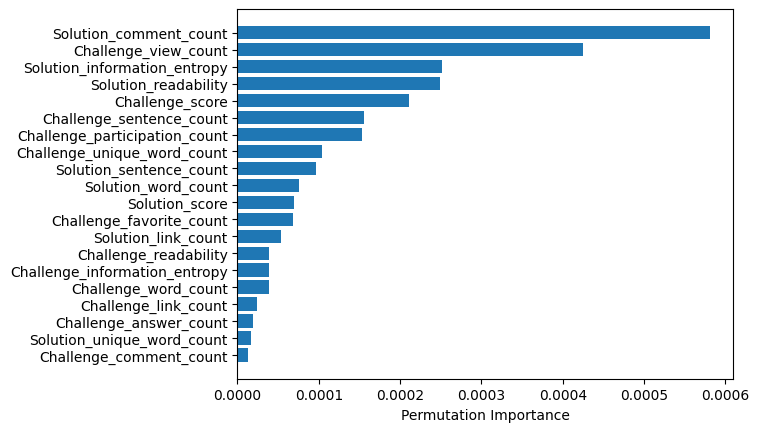 Solution_comment_count
Challenge_view_count
Solution_information_entropy
Solution_readability
Challenge_score
Challenge_sentence_count
Challenge_participation_count
Challenge_unique_word_count
Solution_sentence_count
Solution_word_count
Solution_score
Challenge_favorite_count
Solution_link_count
Challenge_readability
Challenge_information_entropy
Challenge_word_count
Challenge_link_count
Challenge_answer_count
Solution_unique_word_count
Challenge_comment_count
0.0000 0.0001 0.0002 0.0003 0.0004 0.0005 0.0006
Permutation Importance